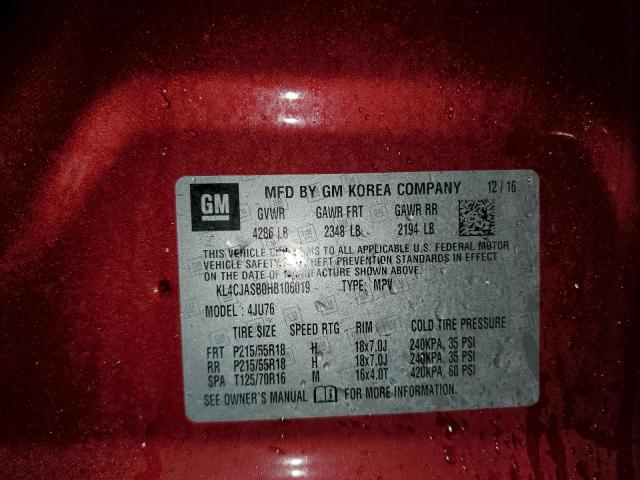 GM MFD BY GM KOREA COMPANY 12/16
GVWR GAWR FRT GAWR RR
4286 LB 2348 LB 2194 LB
THIS VEHICLE CONFORMS TO ALL APPLICABLE U.S. FEDERAL MOTOR
VEHICLE SAFETY, AND THEFT PREVENTION STANDARDS IN EFFECT
ON THE DATE OF MANUFACTURE SHOWN ABOVE.
KL4CJASB0HB106019 TYPE: MPV
MODEL: 4JU76
TIRE SIZE SPEED RTG RIM COLD TIRE PRESSURE
FRT P215/55R18 H 18x7.0J 240KPA, 35 PSI
RR P215/55R18 H 18x7.0J 240KPA, 35 PSI
SPA T125/70R16 M 16x4.0T 420KPA, 60 PSI
SEE OWNER'S MANUAL FOR MORE INFORMATION.